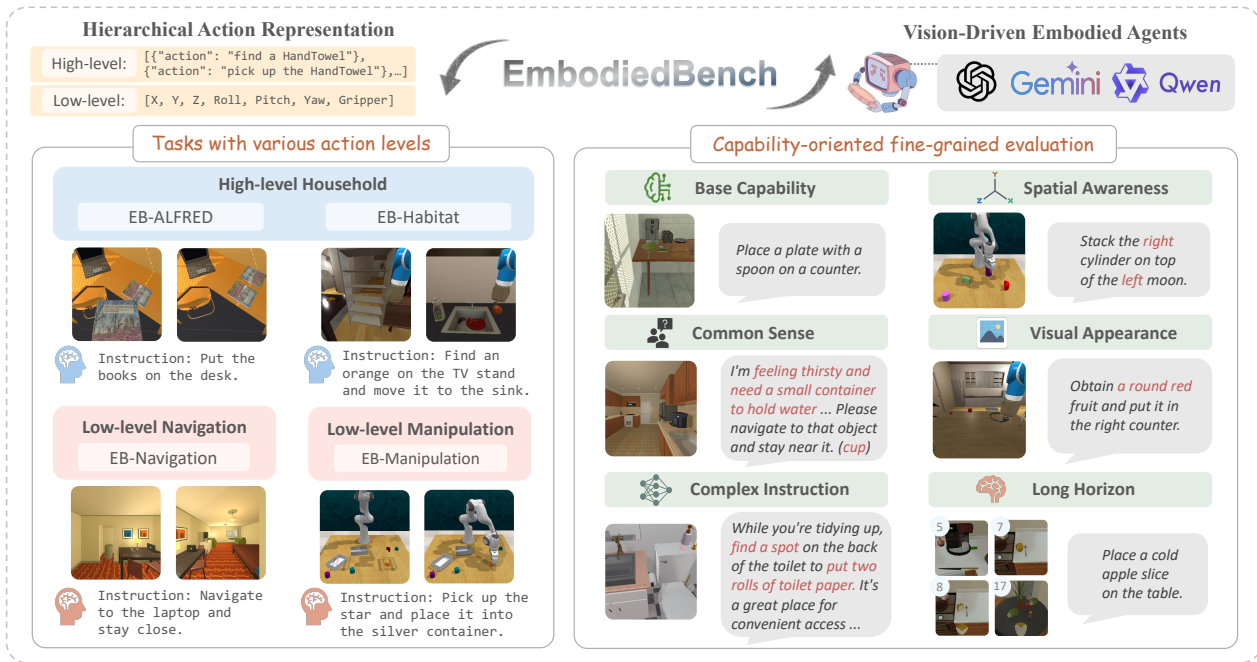 Hierarchical Action Representation
High-level:
[{"action": "find a HandTowel"},
{"action": "pick up the HandTowel"},…]
Low-level:
[X, Y, Z, Roll, Pitch, Yaw, Gripper]
EmbodiedBench
Vision-Driven Embodied Agents
Gemini
Qwen
Tasks with various action levels
High-level Household
EB-ALFRED
EB-Habitat
Instruction: Put the
books on the desk.
Instruction: Find an
orange on the TV stand
and move it to the sink.
Low-level Navigation
EB-Navigation
Low-level Manipulation
EB-Manipulation
Instruction: Navigate
to the laptop and
stay close.
Instruction: Pick up the
star and place it into
the silver container.
Capability-oriented fine-grained evaluation
Base Capability
Place a plate with a
spoon on a counter.
Y
Z
X
Spatial Awareness
Stack the right
cylinder on top
of the left moon.
?
Common Sense
I'm feeling thirsty and
need a small container
to hold water ... Please
navigate to that object
and stay near it. (cup)
Visual Appearance
Obtain a round red
fruit and put it in
the right counter.
Complex Instruction
While you're tidying up,
find a spot on the back
of the toilet to put two
rolls of toilet paper. It's
a great place for
convenient access ...
Long Horizon
5
7
8
17
Place a cold
apple slice
on the table.